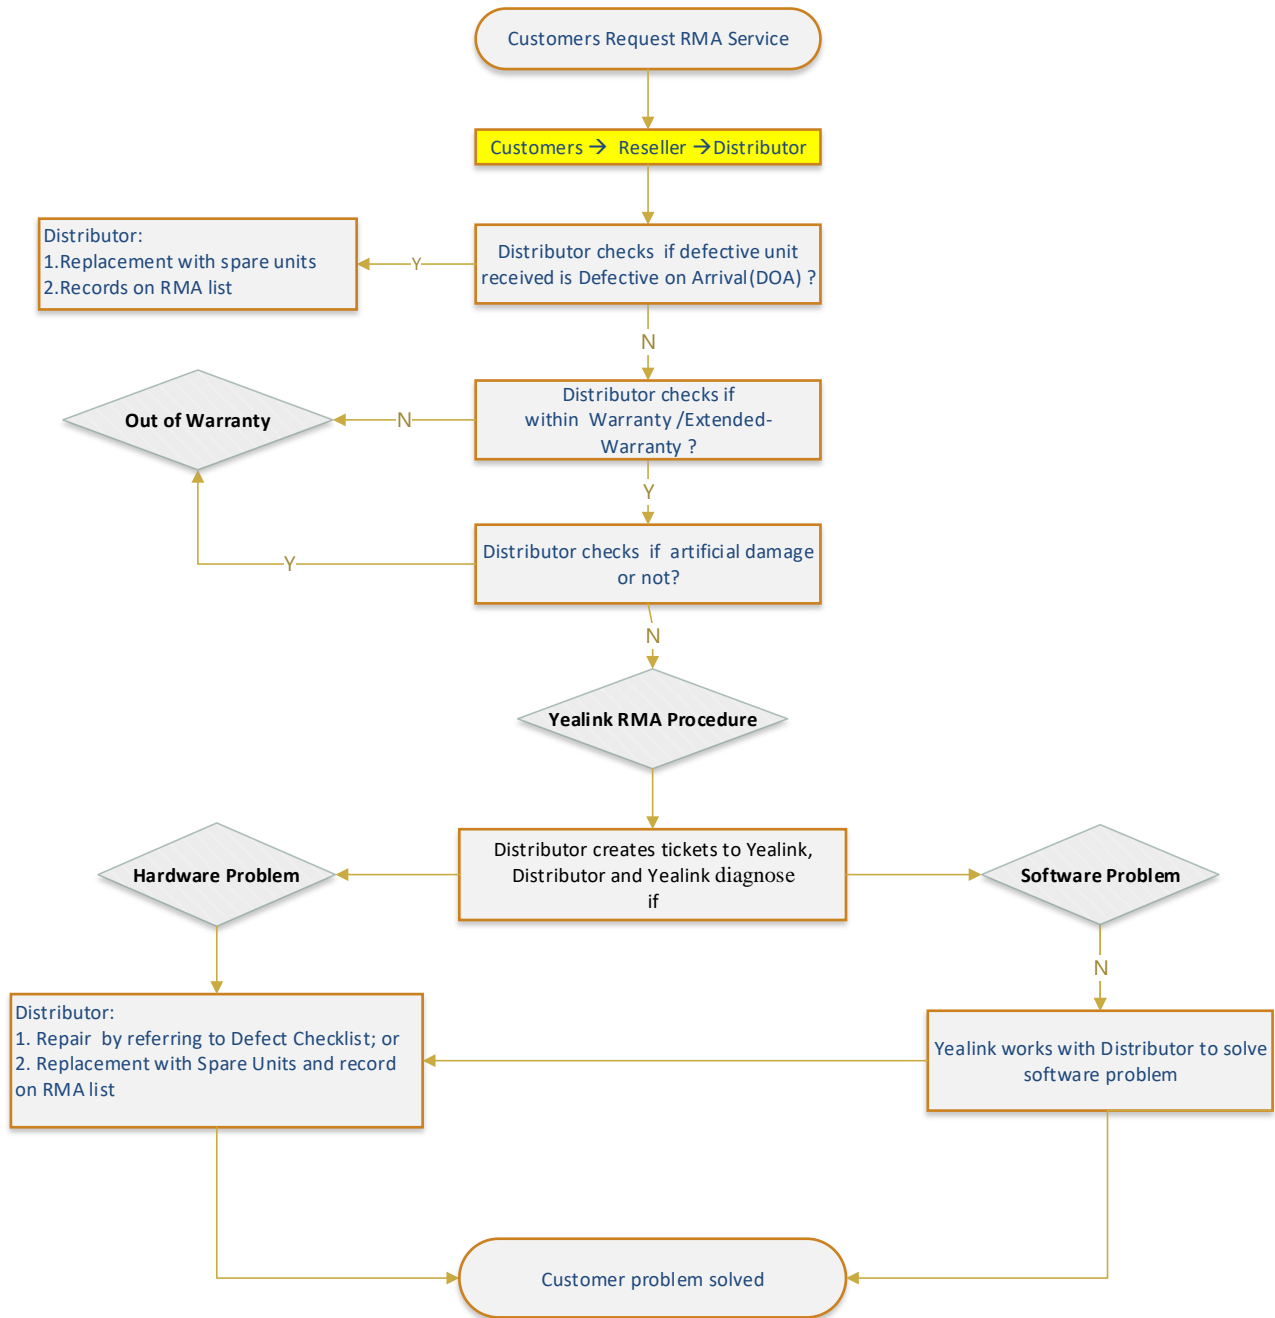 Customers Request RMA Service
Customers → Reseller →Distributor
Distributor:
1.Replacement with spare units
2.Records on RMA list
Y
Distributor checks if defective unit
received is Defective on Arrival(DOA) ?
N
Out of Warranty
N
Distributor checks if
within Warranty /Extended-
Warranty ?
Y
Distributor checks if artificial damage
or not?
Y
N
Yealink RMA Procedure
Hardware Problem
Distributor creates tickets to Yealink,
Distributor and Yealink diagnose
if
Software Problem
N
Distributor:
1. Repair by referring to Defect Checklist; or
2. Replacement with Spare Units and record
on RMA list
Yealink works with Distributor to solve
software problem
Customer problem solved